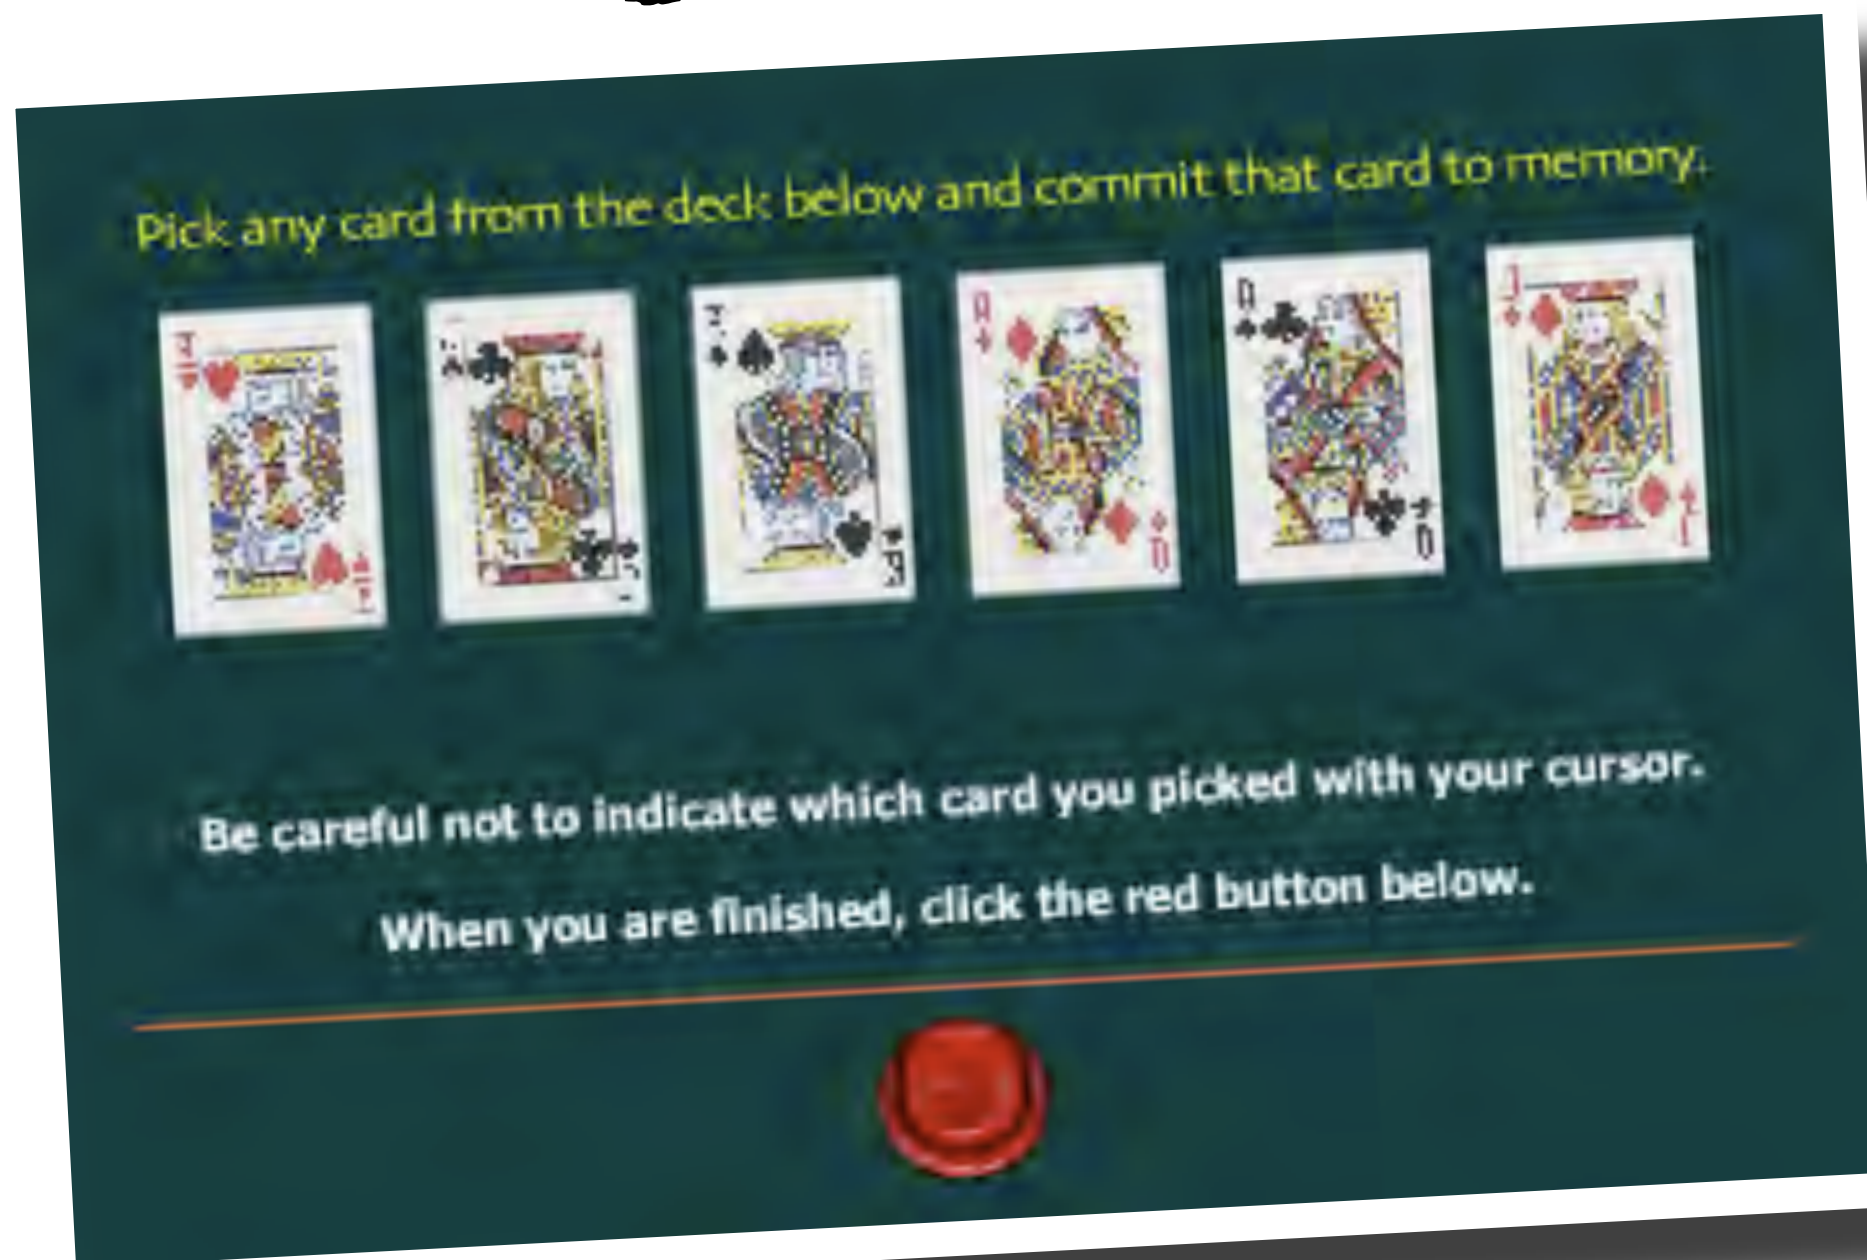 Pick any card from the deck below and commit that card to memory.
J
Be careful not to indicate which card you picked with your cursor.
When you are finished, click the red button below.